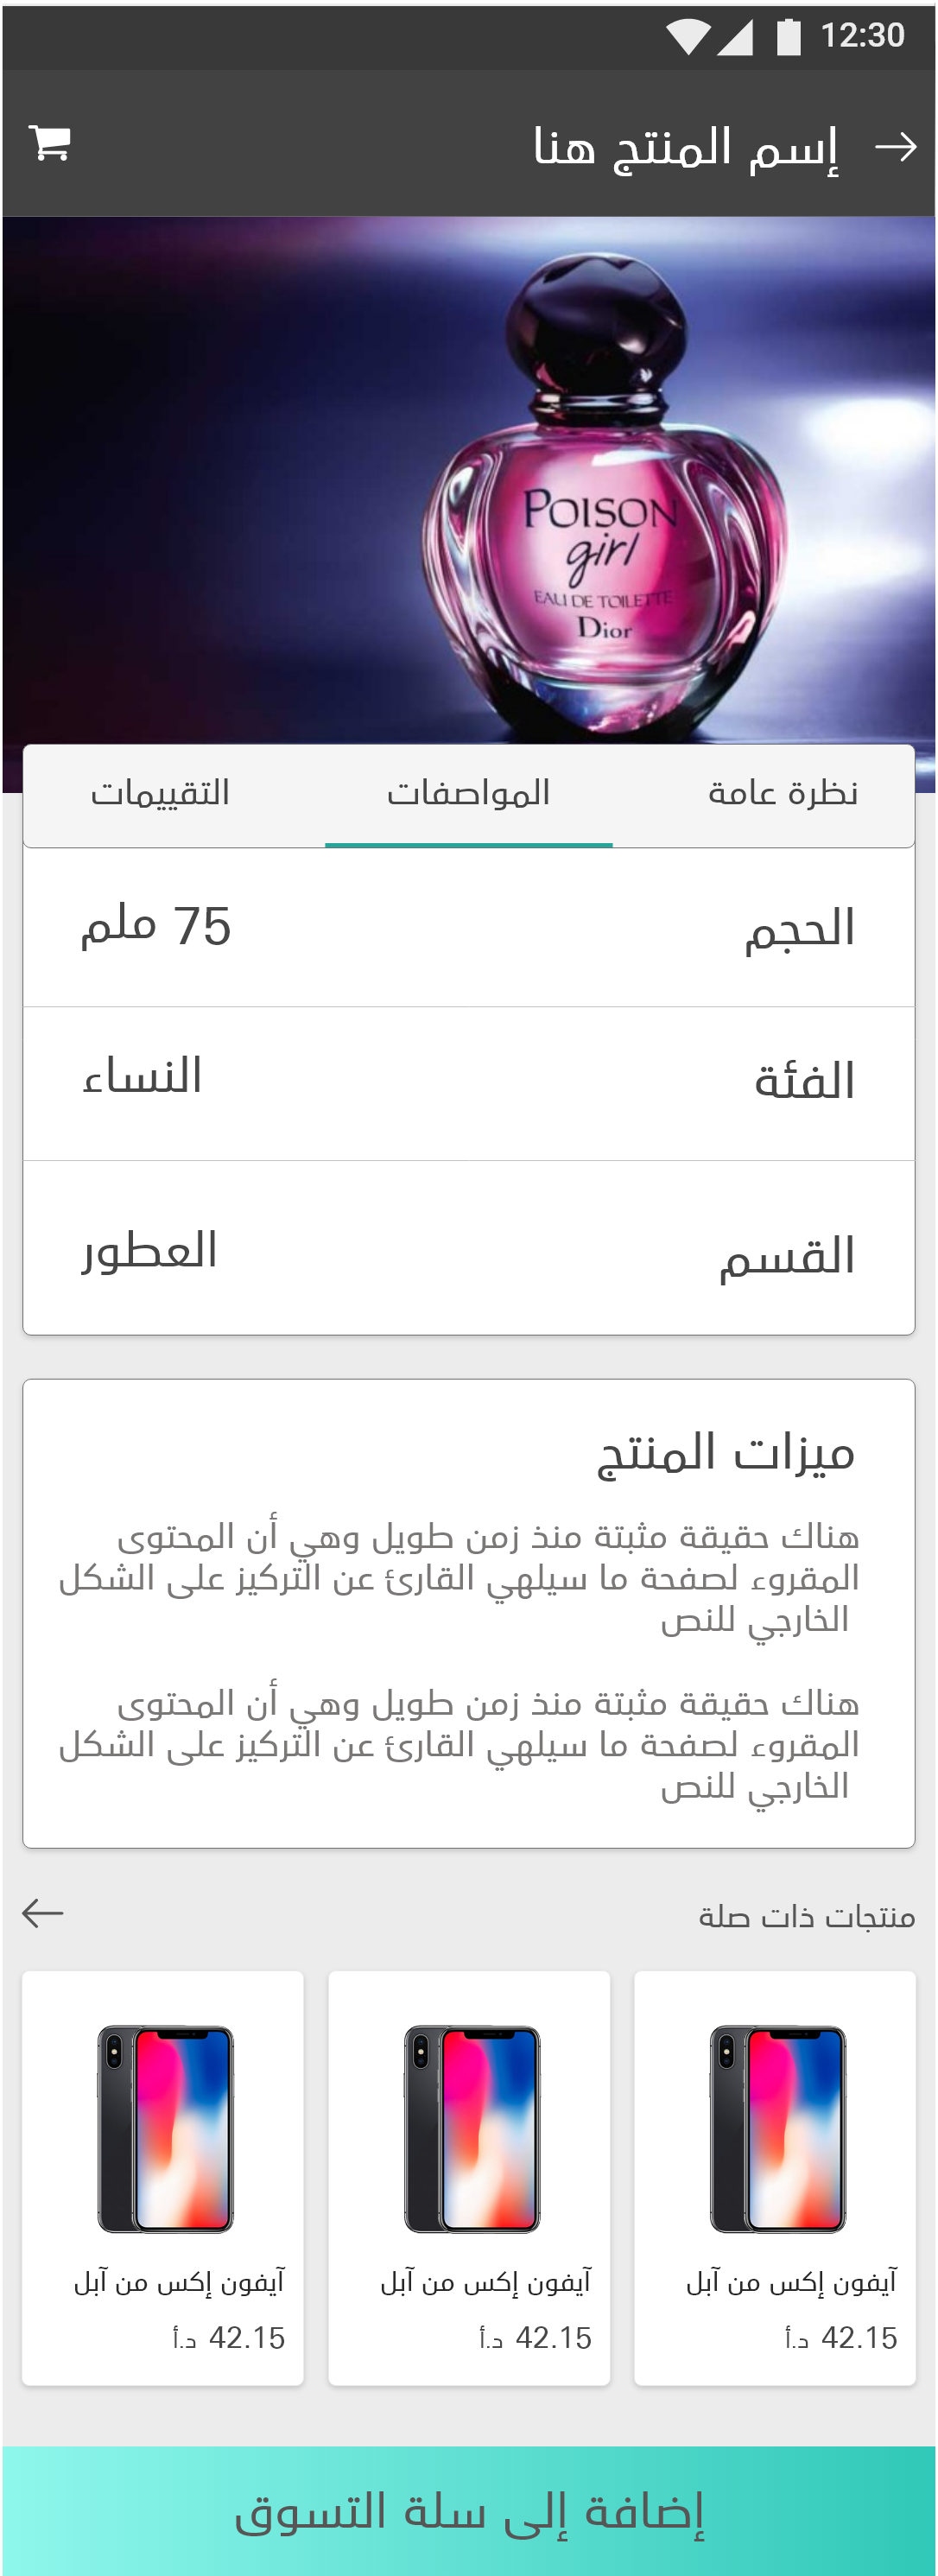 12:30
إسم المنتج هنا
POISON
girl
EAU DE TOILETTE
Dior
نظرة عامة
المواصفات
التقييمات
الحجم
75 ملم
الفئة
النساء
القسم
العطور
ميزات المنتج
هناك حقيقة مثبتة منذ زمن طويل وهي أن المحتوى
المقروء لصفحة ما سيلهي القارئ عن التركيز على الشكل
الخارجي للنص
هناك حقيقة مثبتة منذ زمن طويل وهي أن المحتوى
المقروء لصفحة ما سيلهي القارئ عن التركيز على الشكل
الخارجي للنص
منتجات ذات صلة
آيفون إكس من آبل
42.15 د.أ
آيفون إكس من آبل
42.15 د.أ
آيفون إكس من آبل
42.15 د.أ
إضافة إلى سلة التسوق